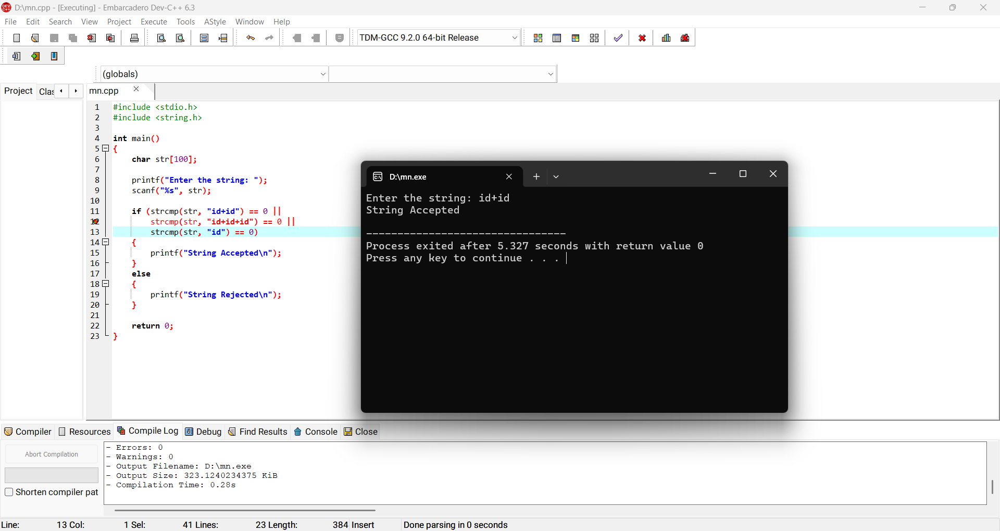 D:\mn.cpp - [Executing] - Embarcadero Dev-C++ 6.3
File Edit Search View Project Execute Tools AStyle Window Help
TDM-GCC 9.2.0 64-bit Release
(globals)
Project Clas mn.cpp
1 #include <stdio.h>
2 #include <string.h>
3
4 int main()
5 {
6 char str[100];
7
8 printf("Enter the string: ");
9 scanf("%s", str);
10
11 if (strcmp(str, "id+id") == 0 ||
12 strcmp(str, "id+id+id") == 0 ||
13 strcmp(str, "id") == 0)
14 {
15 printf("String Accepted\n");
16 }
17 else
18 {
19 printf("String Rejected\n");
20 }
21
22 return 0;
23 }
D:\mn.exe
Enter the string: id+id
String Accepted
--------------------------------
Process exited after 5.327 seconds with return value 0
Press any key to continue . . .
Compiler Resources Compile Log Debug Find Results Console Close
Abort Compilation
Shorten compiler pat
- Errors: 0
- Warnings: 0
- Output Filename: D:\mn.exe
- Output Size: 323.1240234375 KiB
- Compilation Time: 0.28s
Line: 13 Col: 1 Sel: 41 Lines: 23 Length: 384 Insert Done parsing in 0 seconds